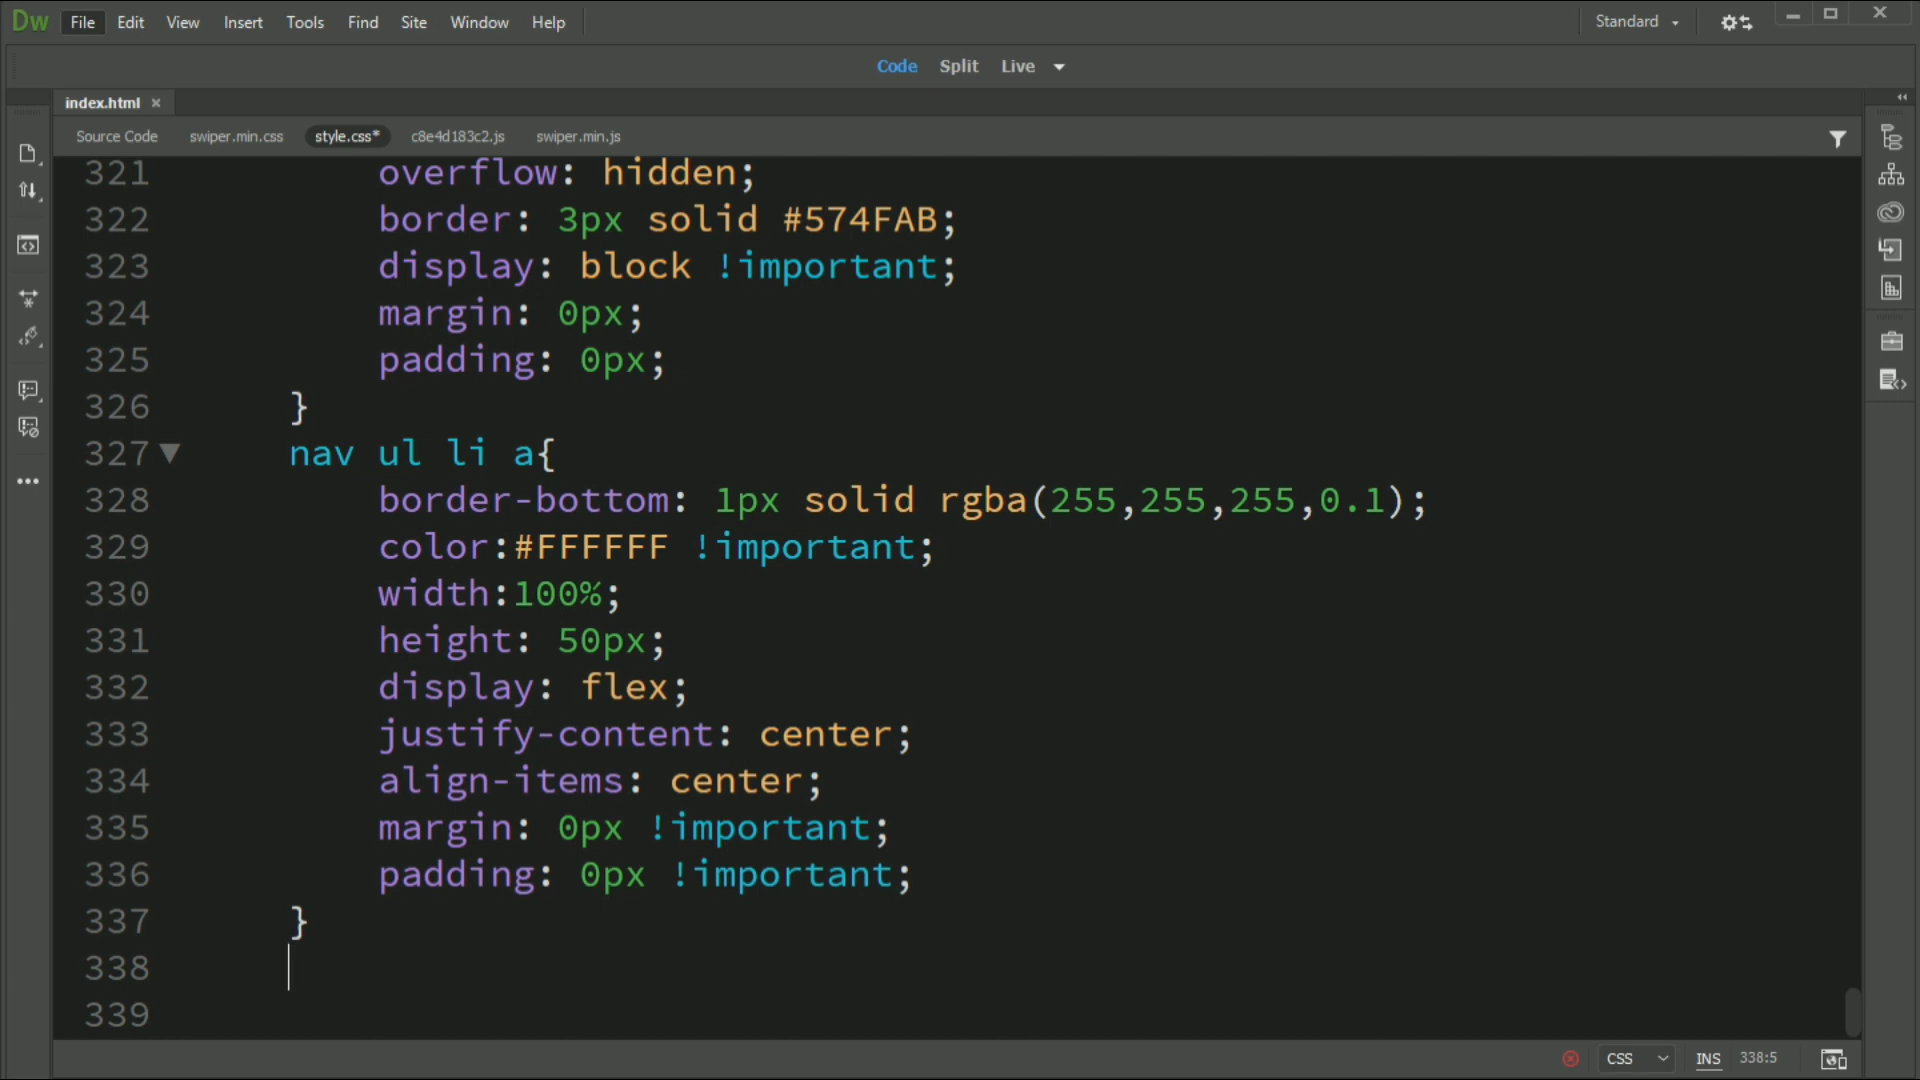 Dw File Edit View Insert Tools Find Site Window Help Standard
Code Split Live
index.html ×
Source Code swiper.min.css style.css* c8e4d183c2.js swiper.min.js
321 overflow: hidden;
322 border: 3px solid #574FAB;
323 display: block !important;
324 margin: 0px;
325 padding: 0px;
326 }
327 nav ul li a{
328 border-bottom: 1px solid rgba(255,255,255,0.1);
329 color:#FFFFFF !important;
330 width:100%;
331 height: 50px;
332 display: flex;
333 justify-content: center;
334 align-items: center;
335 margin: 0px !important;
336 padding: 0px !important;
337 }
338
339
CSS INS 338:5